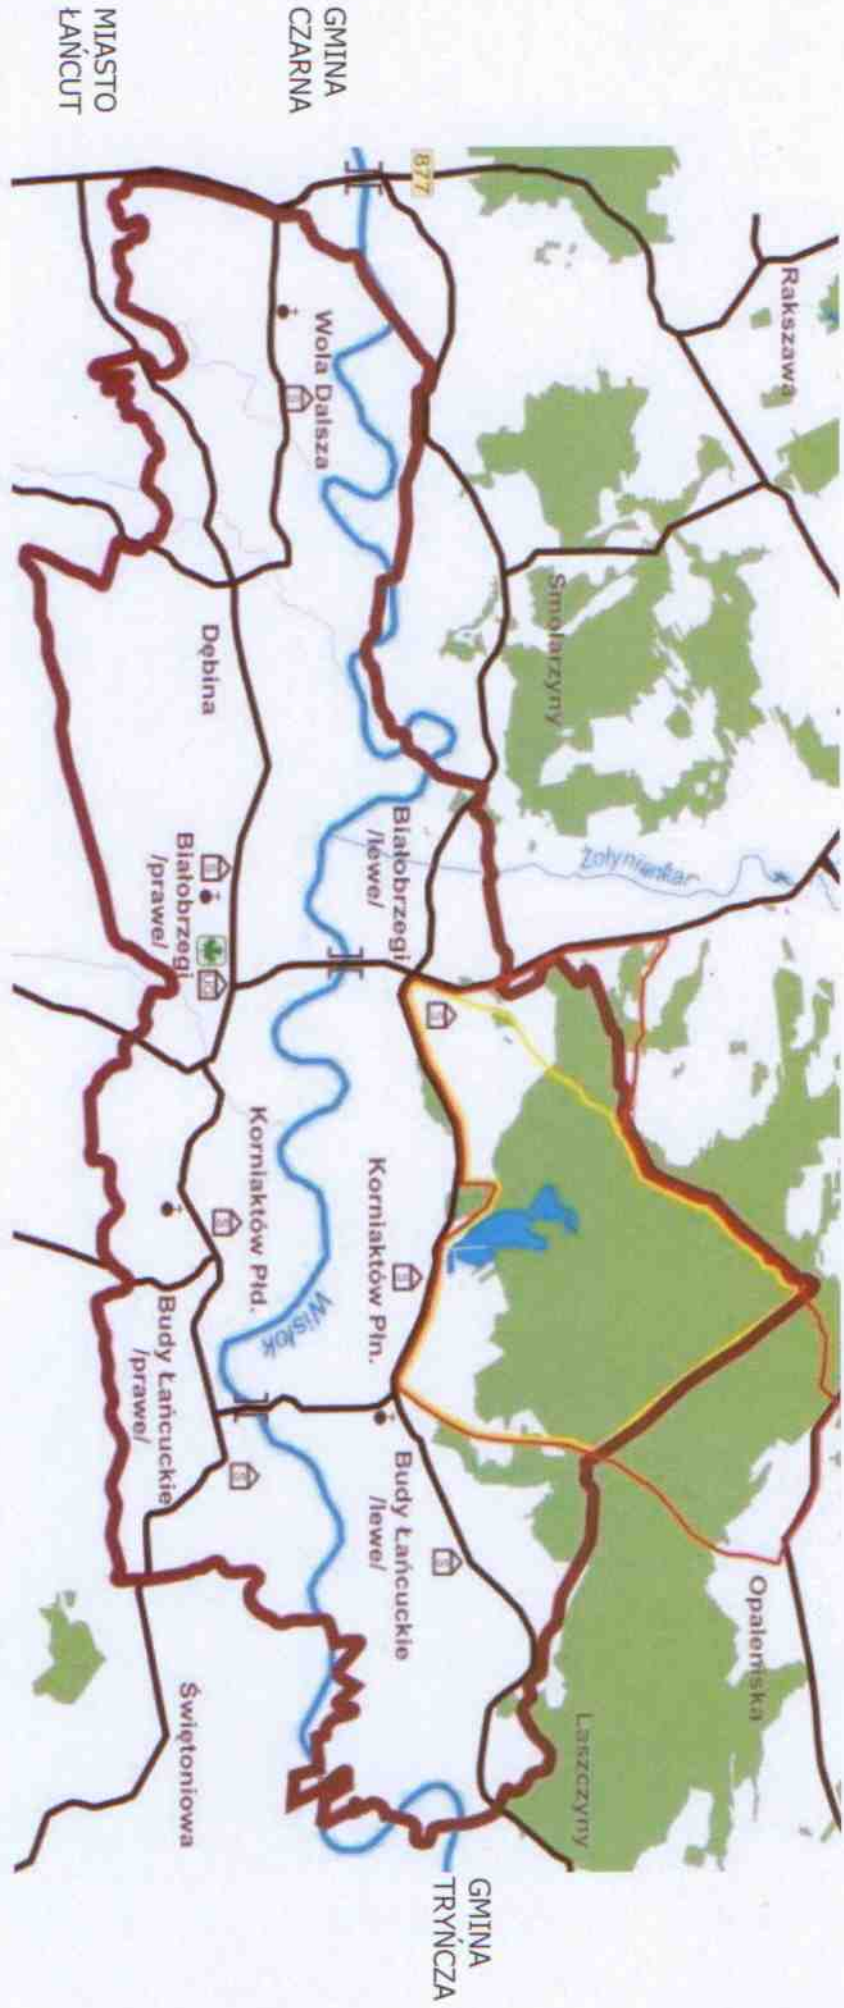 GMINA
CZARNA
MIASTO
ŁAŃCUT
877
Rakszawa
Smolarzyny
Wola Dalsza
Dębina
Żołynianka
Białobrzegi
/lewe/
Białobrzegi
/prawe/
Korniaktów Płn.
Korniaktów Płd.
Wisłok
Budy Łańcuckie
/lewe/
Budy Łańcuckie
/prawe/
Opaleniska
Laszczyny
Świętoniowa
GMINA
TRYŃCZA